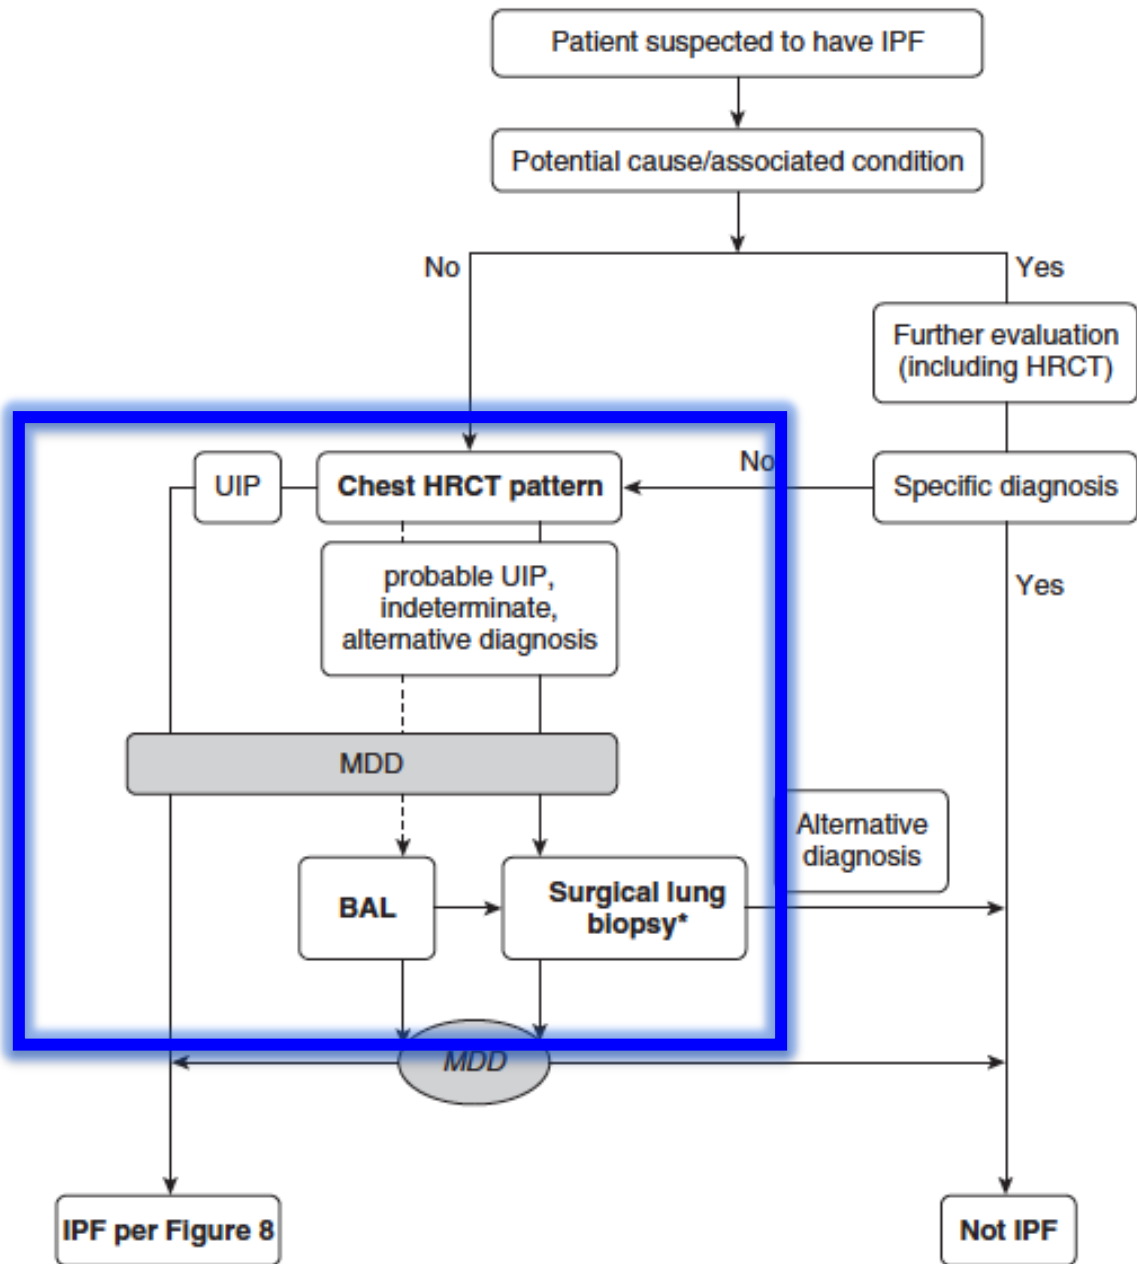 Patient suspected to have IPF
Potential cause/associated condition
No
Yes
Further evaluation
(including HRCT)
UIP
Chest HRCT pattern
No
Specific diagnosis
probable UIP,
indeterminate,
alternative diagnosis
Yes
MDD
Alternative
diagnosis
BAL
Surgical lung
biopsy*
MDD
IPF per Figure 8
Not IPF